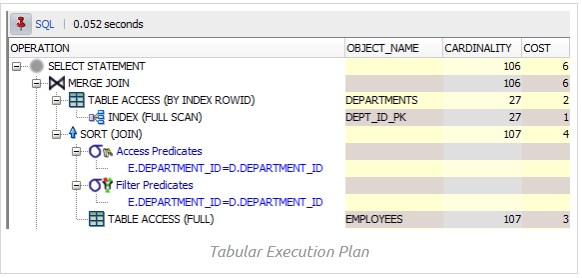 SQL | 0.052 seconds
OPERATION OBJECT_NAME CARDINALITY COST
SELECT STATEMENT 106 6
MERGE JOIN 106 6
TABLE ACCESS (BY INDEX ROWID) DEPARTMENTS 27 2
INDEX (FULL SCAN) DEPT_ID_PK 27 1
SORT (JOIN) 107 4
Access Predicates
E.DEPARTMENT_ID=D.DEPARTMENT_ID
Filter Predicates
E.DEPARTMENT_ID=D.DEPARTMENT_ID
TABLE ACCESS (FULL) EMPLOYEES 107 3
Tabular Execution Plan